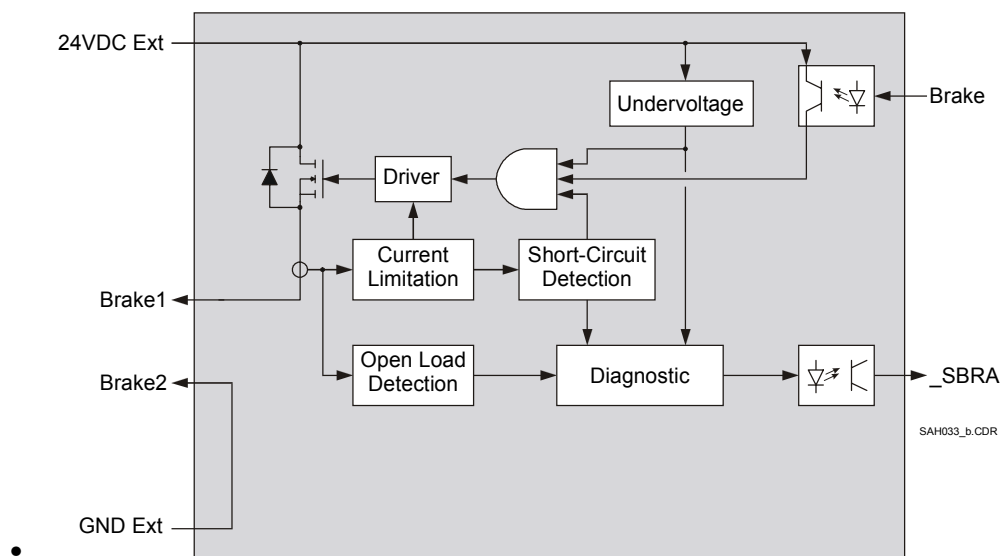 24VDC Ext
Undervoltage
Brake
Driver
Current
Limitation
Short-Circuit
Detection
Brake1
Open Load
Detection
Diagnostic
Brake2
_SBRA
SAH033_b.CDR
GND Ext